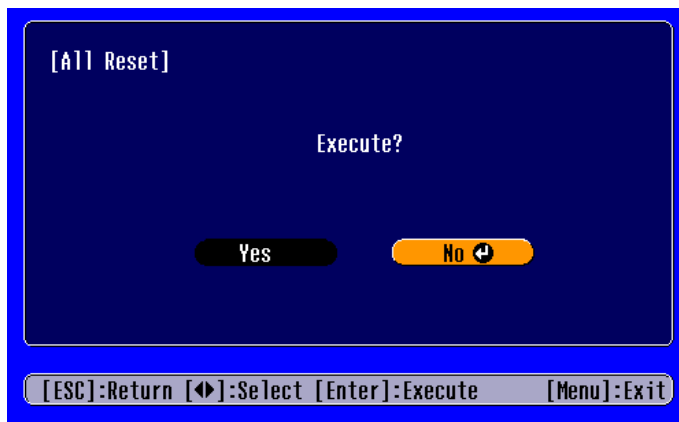 [All Reset]
Execute?
Yes No
[ESC]:Return [◆]:Select [Enter]:Execute [Menu]:Exit